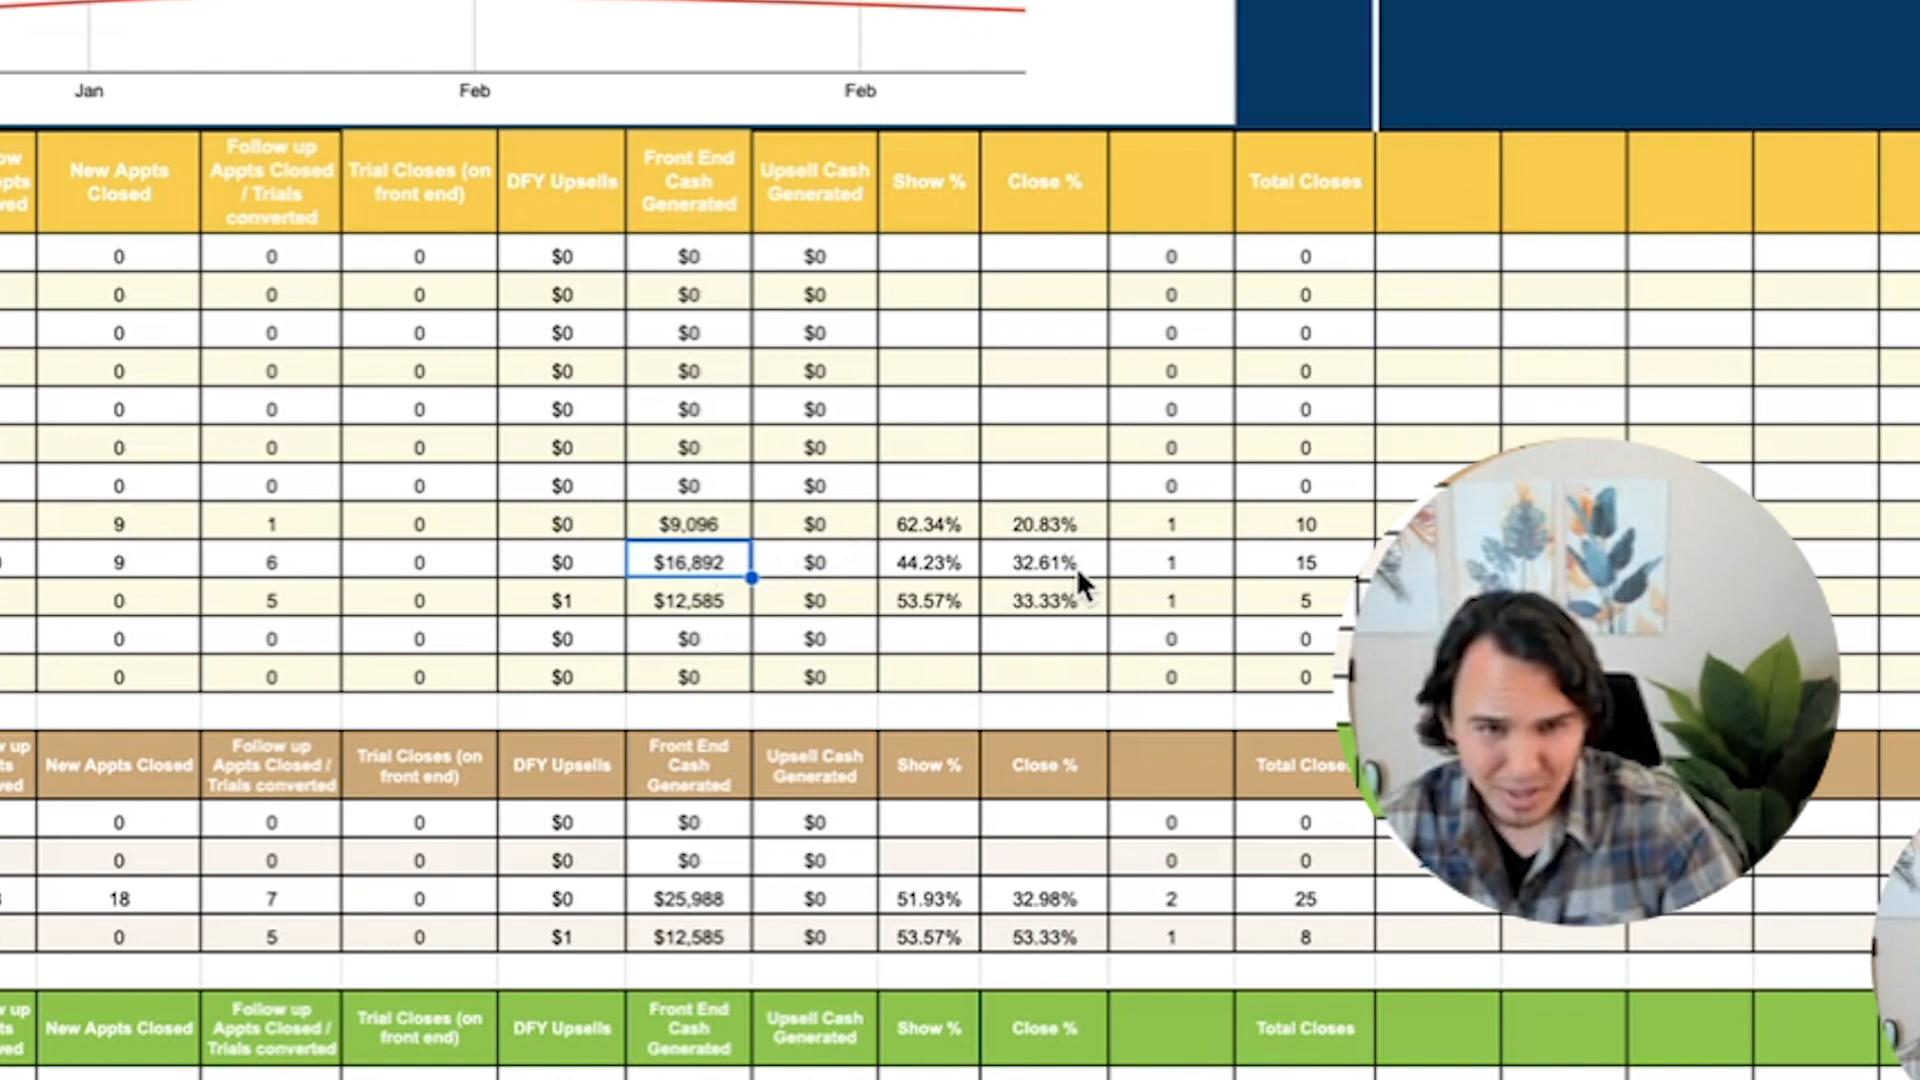 Jan Feb Feb
New Appts Closed
Follow up Appts Closed / Trials converted
Trial Closes (on front end)
DFY Upsells
Front End Cash Generated
Upsell Cash Generated
Show %
Close %
Total Closes
0 0 0 $0 $0 $0 0 0
0 0 0 $0 $0 $0 0 0
0 0 0 $0 $0 $0 0 0
0 0 0 $0 $0 $0 0 0
0 0 0 $0 $0 $0 0 0
0 0 0 $0 $0 $0 0 0
0 0 0 $0 $0 $0 0 0
9 1 0 $0 $9,096 $0 62.34% 20.83% 1 10
9 6 0 $0 $16,892 $0 44.23% 32.61% 1 15
0 5 0 $1 $12,585 $0 53.57% 33.33% 1 5
0 0 0 $0 $0 $0 0 0
0 0 0 $0 $0 $0 0 0
New Appts Closed
Follow up Appts Closed / Trials converted
Trial Closes (on front end)
DFY Upsells
Front End Cash Generated
Upsell Cash Generated
Show %
Close %
Total
0 0 0 $0 $0 $0 0 0
0 0 0 $0 $0 $0 0 0
18 7 0 $0 $25,988 $0 51.93% 32.98% 2 25
0 5 0 $1 $12,585 $0 53.57% 53.33% 1 8
New Appts Closed
Follow up Appts Closed / Trials converted
Trial Closes (on front end)
DFY Upsells
Front End Cash Generated
Upsell Cash Generated
Show %
Close %
Total Closes